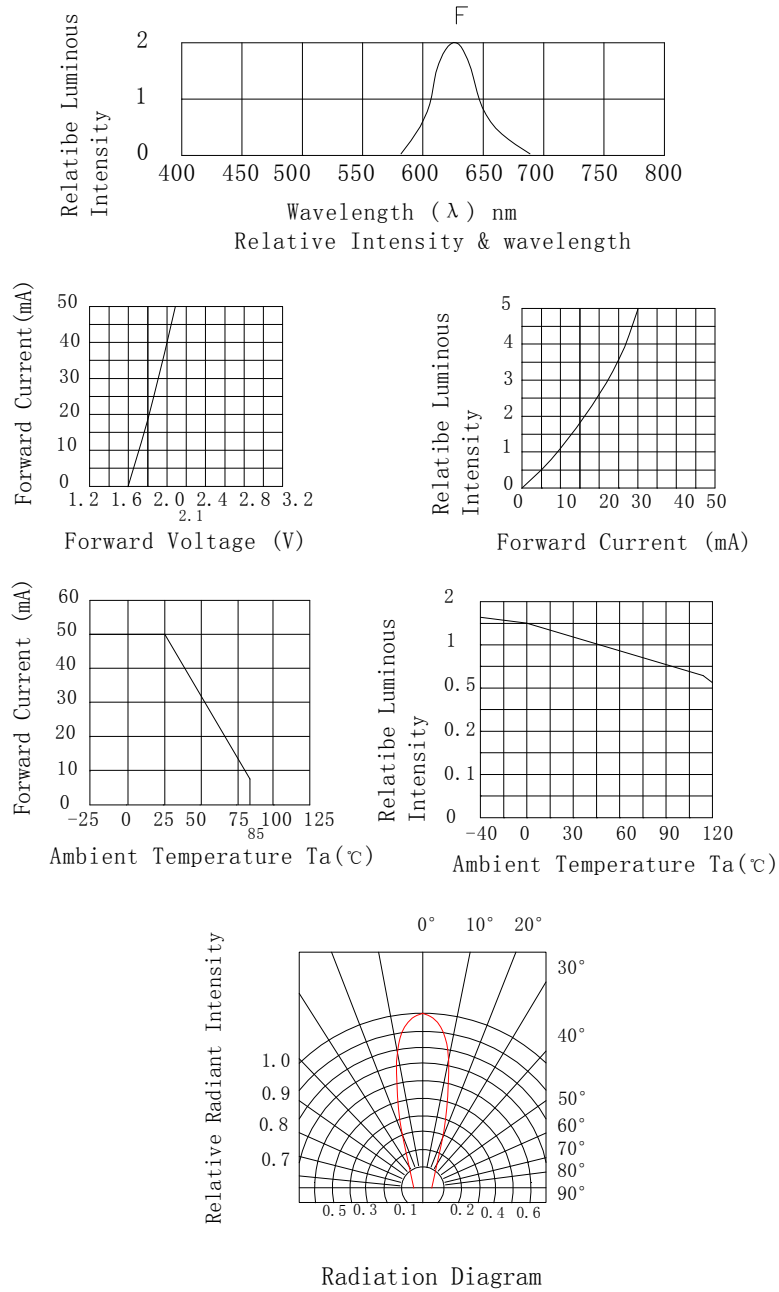 F
Relatibe Luminous
Intensity
2
1
0
400 450 500 550 600 650 700 750 800
Wavelength (λ) nm
Relative Intensity & wavelength
Forward Current(mA)
50
40
30
20
10
0
1.2 1.6 2.0 2.4 2.8 3.2
2.1
Forward Voltage (V)
Relatibe Luminous
Intensity
5
4
3
2
1
0
0 10 20 30 40 50
Forward Current (mA)
Forward Current (mA)
60
50
40
30
20
10
0
-25 0 25 50 75 100 125
85
Ambient Temperature Ta(℃)
Relatibe Luminous
Intensity
2
1
0.5
0.2
0.1
0
-40 0 30 60 90 120
Ambient Temperature Ta(℃)
Relative Radiant Intensity
0° 10° 20°
30°
40°
50°
60°
70°
80°
90°
1.0
0.9
0.8
0.7
0.5 0.3 0.1 0.2 0.4 0.6
Radiation Diagram